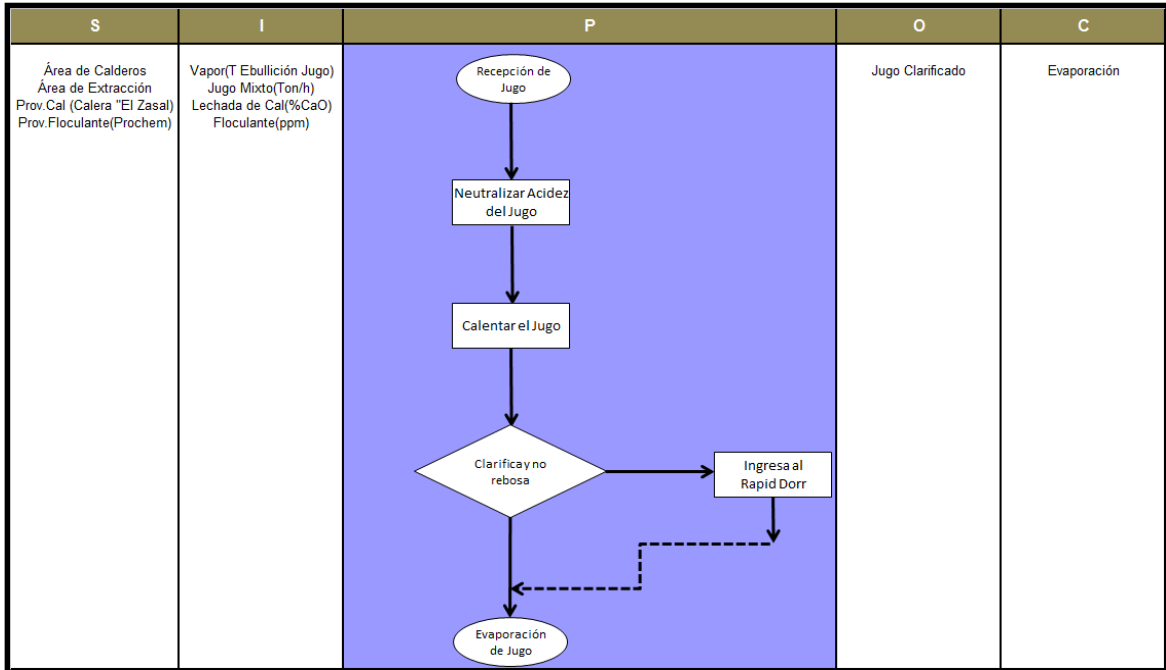 S
I
P
O
C
Área de Calderos
Área de Extracción
Prov.Cal (Calera "El Zasal)
Prov.Floculante(Prochem)
Vapor(T Ebullición Jugo)
Jugo Mixto(Ton/h)
Lechada de Cal(%CaO)
Floculante(ppm)
Recepción de
Jugo
Neutralizar Acidez
del Jugo
Calentar el Jugo
Clarifica y no
rebosa
Ingresa al
Rapid Dorr
Evaporación
de Jugo
Jugo Clarificado
Evaporación